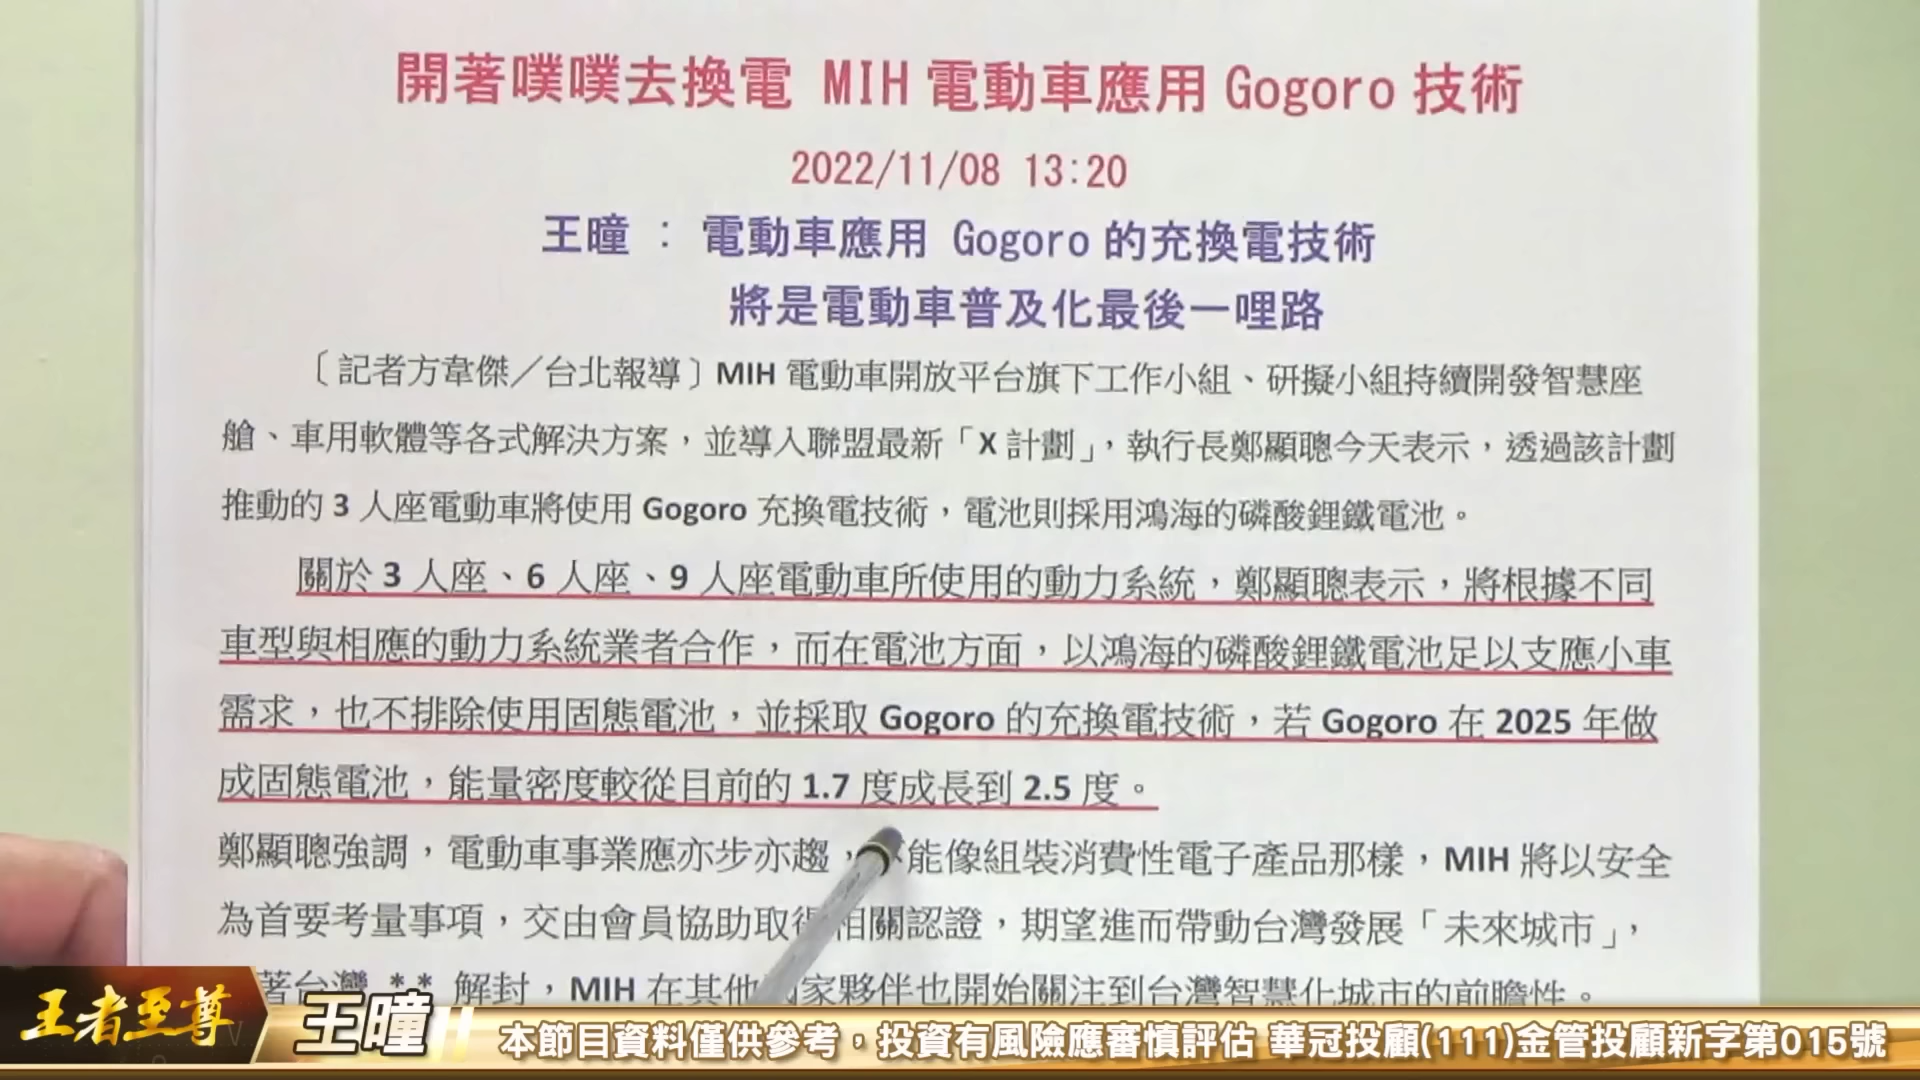 開著噗噗去換電 MIH 電動車應用 Gogoro 技術
2022/11/08 13:20
王曈 : 電動車應用 Gogoro 的充換電技術
將是電動車普及化最後一哩路
〔記者方韋傑／台北報導〕MIH 電動車開放平台旗下工作小組、研擬小組持續開發智慧座
艙、車用軟體等各式解決方案，並導入聯盟最新「X 計劃」，執行長鄭顯聰今天表示，透過該計劃
推動的 3 人座電動車將使用 Gogoro 充換電技術，電池則採用鴻海的磷酸鋰鐵電池。
關於 3 人座、6 人座、9 人座電動車所使用的動力系統，鄭顯聰表示，將根據不同
車型與相應的動力系統業者合作，而在電池方面，以鴻海的磷酸鋰鐵電池足以支應小車
需求，也不排除使用固態電池，並採取 Gogoro 的充換電技術，若 Gogoro 在 2025 年做
成固態電池，能量密度較從目前的 1.7 度成長到 2.5 度。
鄭顯聰強調，電動車事業應亦步亦趨，能像組裝消費性電子產品那樣，MIH 將以安全
為首要考量事項，交由會員協助取得相關認證，期望進而帶動台灣發展「未來城市」，
著台灣 ** 解封，MIH 在其他 家夥伴也開始關注到台灣智慧化城市的前瞻性。
王者至尊
王曈
本節目資料僅供參考，投資有風險應審慎評估 華冠投顧(111)金管投顧新字第015號